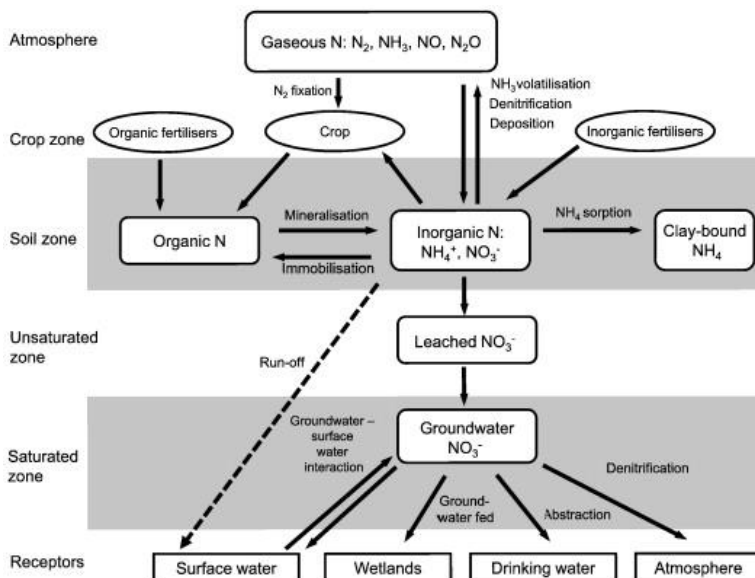 Atmosphere
Gaseous N: N₂, NH₃, NO, N₂O
N₂ fixation
NH₃ volatilisation
Denitrification
Deposition
Crop zone
Organic fertilisers
Crop
Inorganic fertilisers
Soil zone
Organic N
Mineralisation
Immobilisation
Inorganic N:
NH₄⁺, NO₃⁻
NH₄ sorption
Clay-bound
NH₄
Unsaturated
zone
Run-off
Leached NO₃⁻
Saturated
zone
Groundwater –
surface
water
interaction
Groundwater
NO₃⁻
Ground-
water fed
Abstraction
Denitrification
Receptors
Surface water
Wetlands
Drinking water
Atmosphere